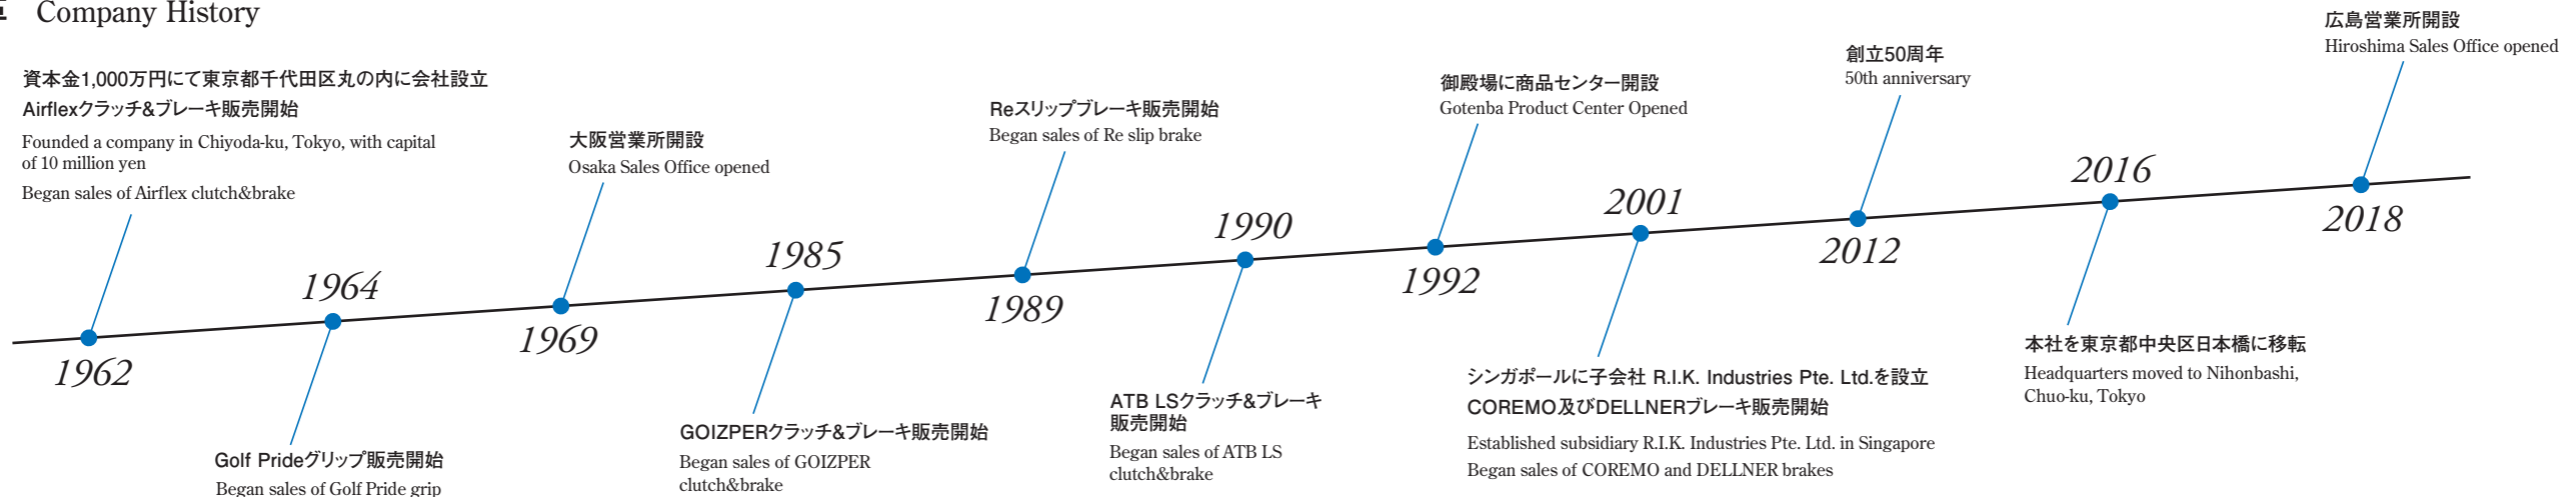 Company History
資本金1,000万円にて東京都千代田区丸の内に会社設立
Airflexクラッチ&ブレーキ販売開始
Founded a company in Chiyoda-ku, Tokyo, with capital
of 10 million yen
Began sales of Airflex clutch&brake
1962
1964
Golf Prideグリップ販売開始
Began sales of Golf Pride grip
大阪営業所開設
Osaka Sales Office opened
1969
1985
GOIZPERクラッチ&ブレーキ販売開始
Began sales of GOIZPER
clutch&brake
Reスリップブレーキ販売開始
Began sales of Re slip brake
1989
1990
ATB LSクラッチ&ブレーキ
販売開始
Began sales of ATB LS
clutch&brake
御殿場に商品センター開設
Gotenba Product Center Opened
1992
2001
シンガポールに子会社 R.I.K. Industries Pte. Ltd.を設立
COREMO及びDELLNERブレーキ販売開始
Established subsidiary R.I.K. Industries Pte. Ltd. in Singapore
Began sales of COREMO and DELLNER brakes
創立50周年
50th anniversary
2012
2016
本社を東京都中央区日本橋に移転
Headquarters moved to Nihonbashi,
Chuo-ku, Tokyo
広島営業所開設
Hiroshima Sales Office opened
2018